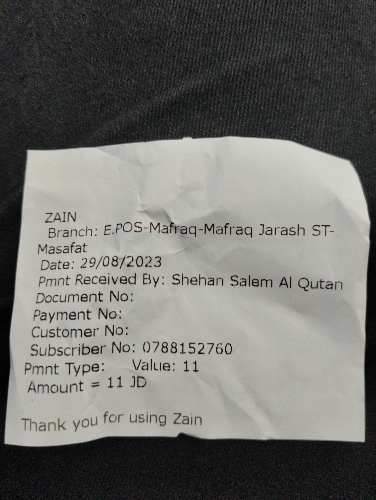 ZAIN
Branch: E.POS-Mafraq-Mafraq Jarash ST-
Masafat
Date: 29/08/2023
Pmnt Received By: Shehan Salem Al Qutan
Document No:
Payment No:
Customer No:
Subscriber No: 0788152760
Pmnt Type: Value: 11
Amount = 11 JD
Thank you for using Zain